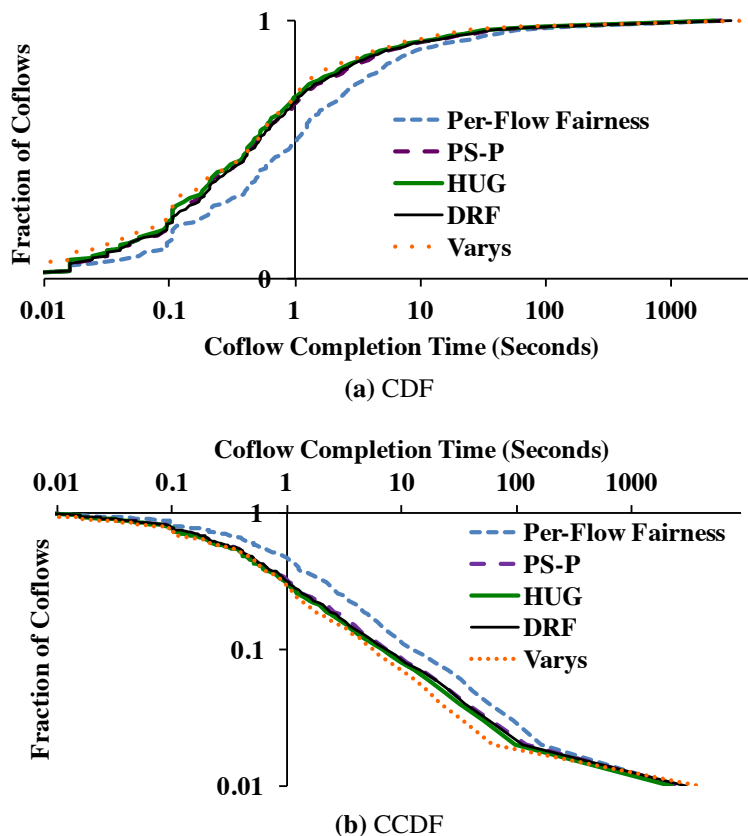 1
Fraction of Coflows
Per-Flow Fairness
PS-P
HUG
DRF
Varys
0
0.01 0.1 1 10 100 1000
Coflow Completion Time (Seconds)
(a) CDF
Coflow Completion Time (Seconds)
0.01 0.1 1 10 100 1000
1
Fraction of Coflows
Per-Flow Fairness
PS-P
HUG
DRF
Varys
0.1
0.01
(b) CCDF